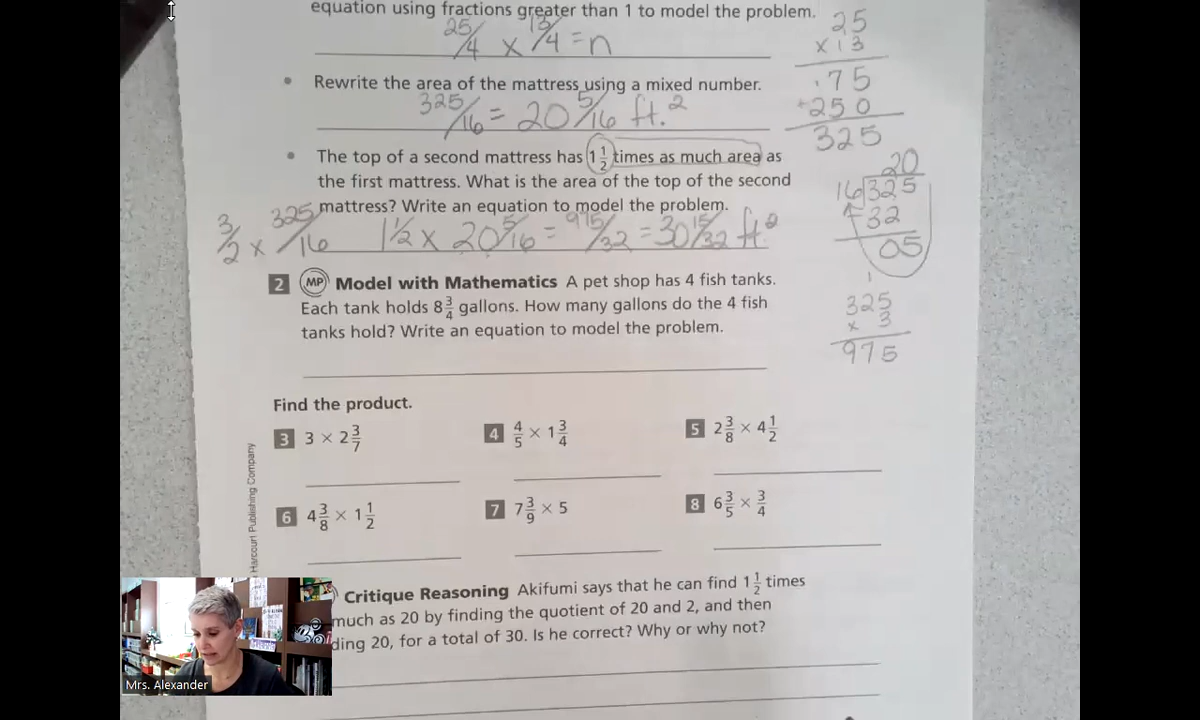 equation using fractions greater than 1 to model the problem.
25/4 x 13/4 = n
25
x 13
75
+250
325
• Rewrite the area of the mattress using a mixed number.
325/16 = 20 5/16 ft.²
• The top of a second mattress has 1 1/2 times as much area as
the first mattress. What is the area of the top of the second
mattress? Write an equation to model the problem.
3/2 x 325/16 1 1/2 x 20 5/16 = 975/32 = 30 15/32 ft²
20
16 325
32
05
1
325
x 3
975
2 MP Model with Mathematics A pet shop has 4 fish tanks.
Each tank holds 8 3/4 gallons. How many gallons do the 4 fish
tanks hold? Write an equation to model the problem.
Find the product.
3 3 × 2 3/7
4 4/5 × 1 3/4
5 2 3/8 × 4 1/2
6 4 3/8 × 1 1/2
7 7 3/9 × 5
8 6 3/5 × 3/4
Harcourt Publishing Company
Critique Reasoning Akifumi says that he can find 1 1/2 times
much as 20 by finding the quotient of 20 and 2, and then
ding 20, for a total of 30. Is he correct? Why or why not?
Mrs. Alexander